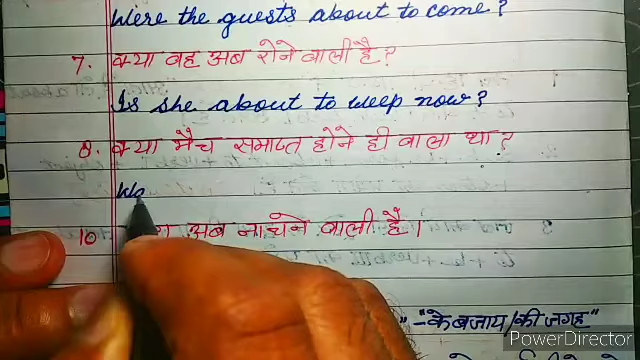 Were the guests about to come?
7. क्या वह अब रोने वाली है?
Is she about to weep now?
8. क्या मैच समाप्त होने ही वाला था?
Wa
10 अब नाचने वाली है।
"-" के बजाय/की जगह"
PowerDirector